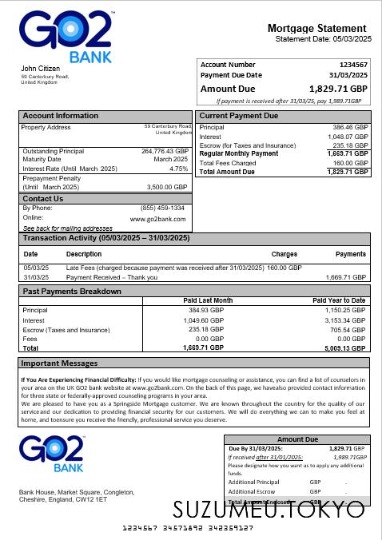 GO2
BANK
Mortgage Statement
Statement Date: 05/03/2025
John Citizen
59 Canterbury Road,
United Kingdom
Account Number 1234567
Payment Due Date 31/03/2025
Amount Due 1,829.71 GBP
If payment is received after 31/03/25, pay 1,989.71GBP
Account Information
Property Address 59 Canterbury Road,
United Kingdom
Outstanding Principal 264,776.43 GBP
Maturity Date March 2025
Interest Rate (Until March 2025) 4.75%
Prepayment Penalty
(Until March 2025) 3,500.00 GBP
Contact Us
By Phone: (855) 459-1334
Online: www.go2bank.com
See back for mailing addresses
Current Payment Due
Principal 386.46 GBP
Interest 1,048.07 GBP
Escrow (for Taxes and Insurance) 235.18 GBP
Regular Monthly Payment 1,669.71 GBP
Total Fees Charged 160.00 GBP
Total Amount Due 1,829.71 GBP
Transaction Activity (05/03/2025 – 31/03/2025)
Date Description Charges Payments
05/03/25 Late Fees (charged because payment was received after 31/03/2025) 160.00 GBP
31/03/25 Payment Received – Thank you 1,669.71 GBP
Past Payments Breakdown
Paid Last Month Paid Year to Date
Principal 384.93 GBP 1,150.25 GBP
Interest 1,049.60 GBP 3,153.34 GBP
Escrow (Taxes and Insurance) 235.18 GBP 705.54 GBP
Fees 0.00 GBP 0.00 GBP
Total 1,669.71 GBP 5,009.13 GBP
Important Messages
If You Are Experiencing Financial Difficulty: If you would like mortgage counseling or assistance, you can find a list of counselors in
your area on the UK GO2 bank website at www.go2bank.com. On the back of this page, we have also provided contact information
for three state or federally-approved counseling programs in your area.
We are pleased to have you as a Springside Mortgage customer. We are known throughout the country for the quality of our
service and our dedication to providing financial security for our customers. We will do everything we can to make you feel at
home, and to ensure you receive the friendly, professional service you deserve.
GO2
BANK
Bank House, Market Square, Congleton,
Cheshire, England, CW12 1ET
Amount Due
Due By 31/03/2025: 1,829.71 GBP
If received after 31/01/2025: 1,989.71GBP
Please designate how you want us to apply any additional
funds.
Additional Principal GBP
Additional Escrow GBP
Total Amount Enclosed GBP
SUZUMEU.TOKYO
1234567 34571892 342359127